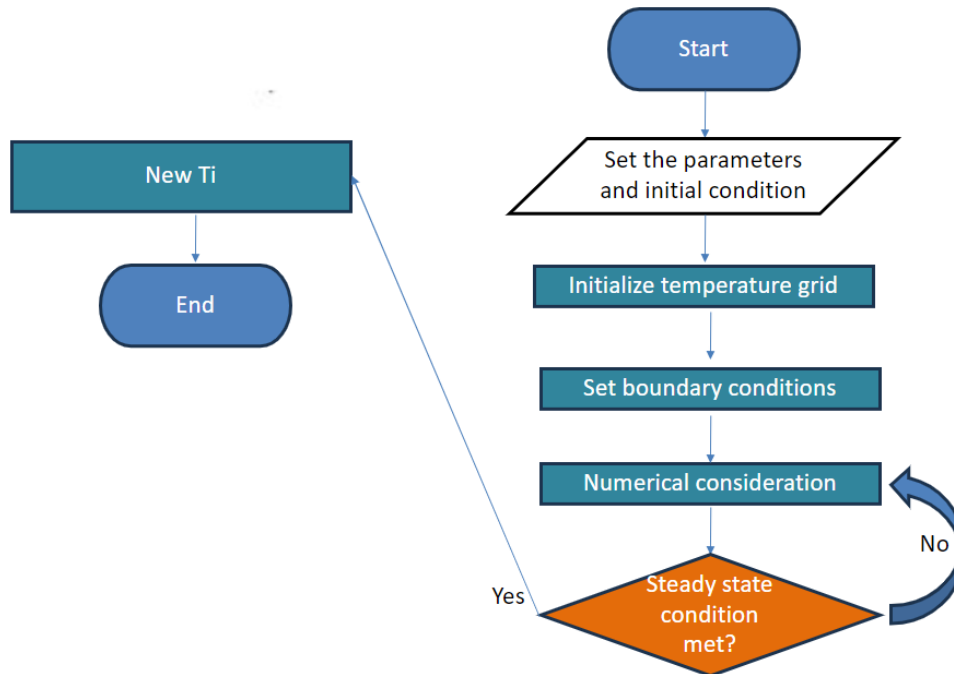 Start
Set the parameters
and initial condition
Initialize temperature grid
Set boundary conditions
Numerical consideration
Steady state
condition
met?
No
Yes
New Ti
End